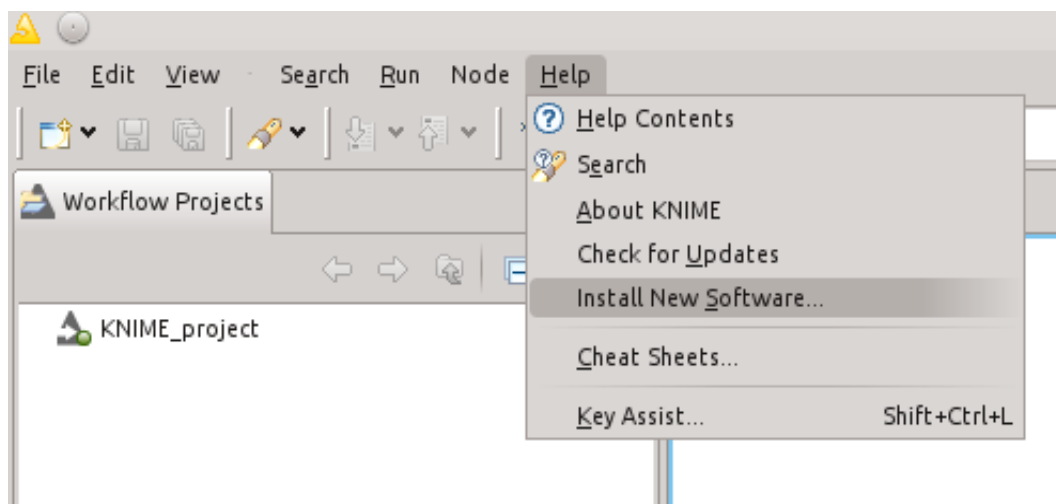 File Edit View Search Run Node Help
Help Contents
Search
About KNIME
Check for Updates
Install New Software...
Cheat Sheets...
Key Assist... Shift+Ctrl+L
Workflow Projects
KNIME_project